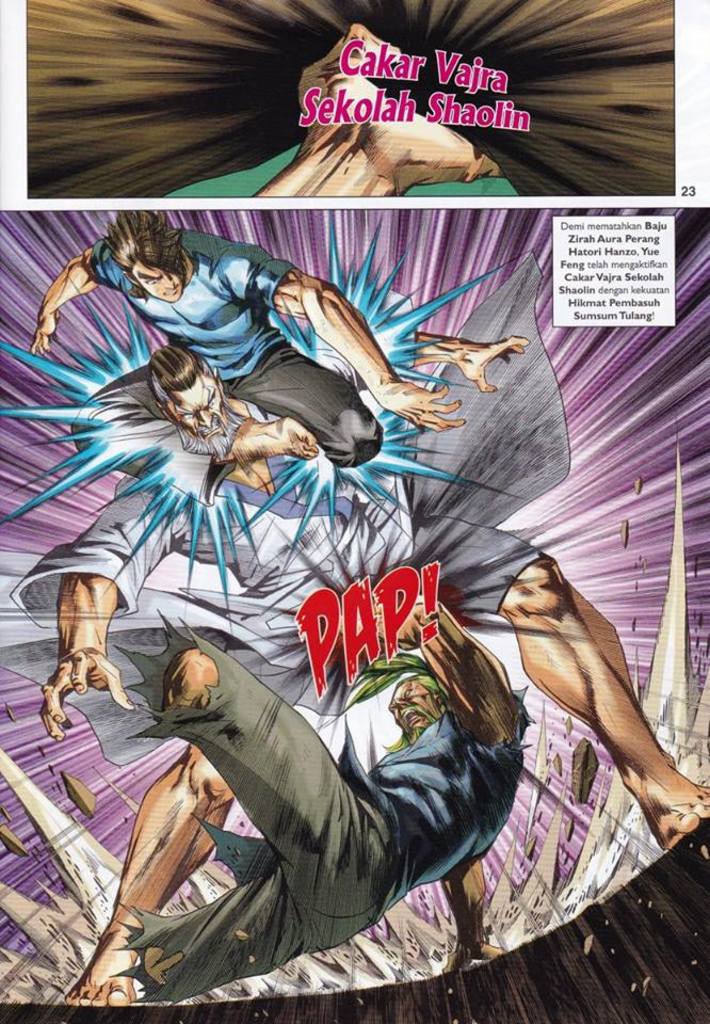 Cakar Vajra
Sekolah Shaolin
23
Demi mematahkan Baju
Zirah Aura Perang
Hatori Hanzo, Yue
Feng telah mengaktifkan
Cakar Vajra Sekolah
Shaolin dengan kekuatan
Hikmat Pembasuh
Sumsum Tulang!
PAP!